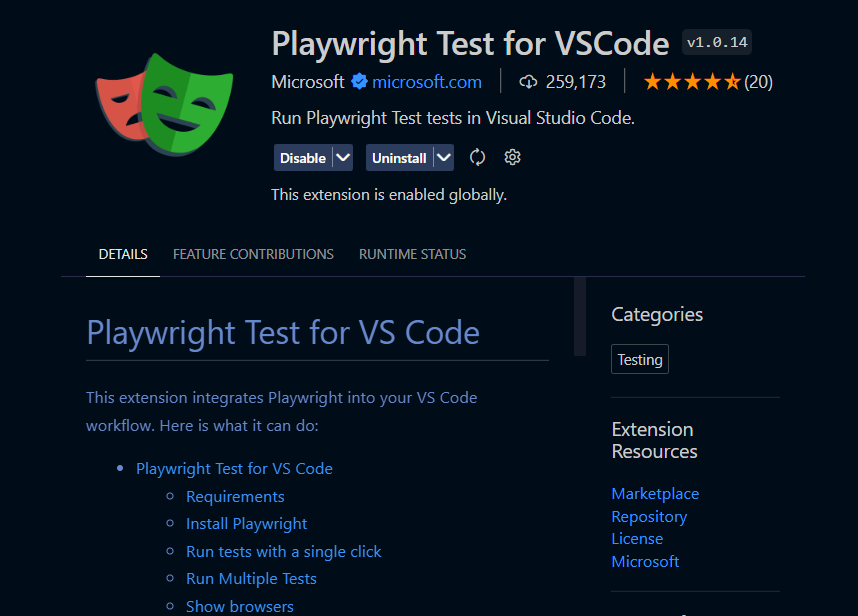 Playwright Test for VSCode v1.0.14
Microsoft microsoft.com 259,173 (20)
Run Playwright Test tests in Visual Studio Code.
Disable Uninstall
This extension is enabled globally.
DETAILS FEATURE CONTRIBUTIONS RUNTIME STATUS
Playwright Test for VS Code
This extension integrates Playwright into your VS Code
workflow. Here is what it can do:
Playwright Test for VS Code
Requirements
Install Playwright
Run tests with a single click
Run Multiple Tests
Show browsers
Categories
Testing
Extension
Resources
Marketplace
Repository
License
Microsoft